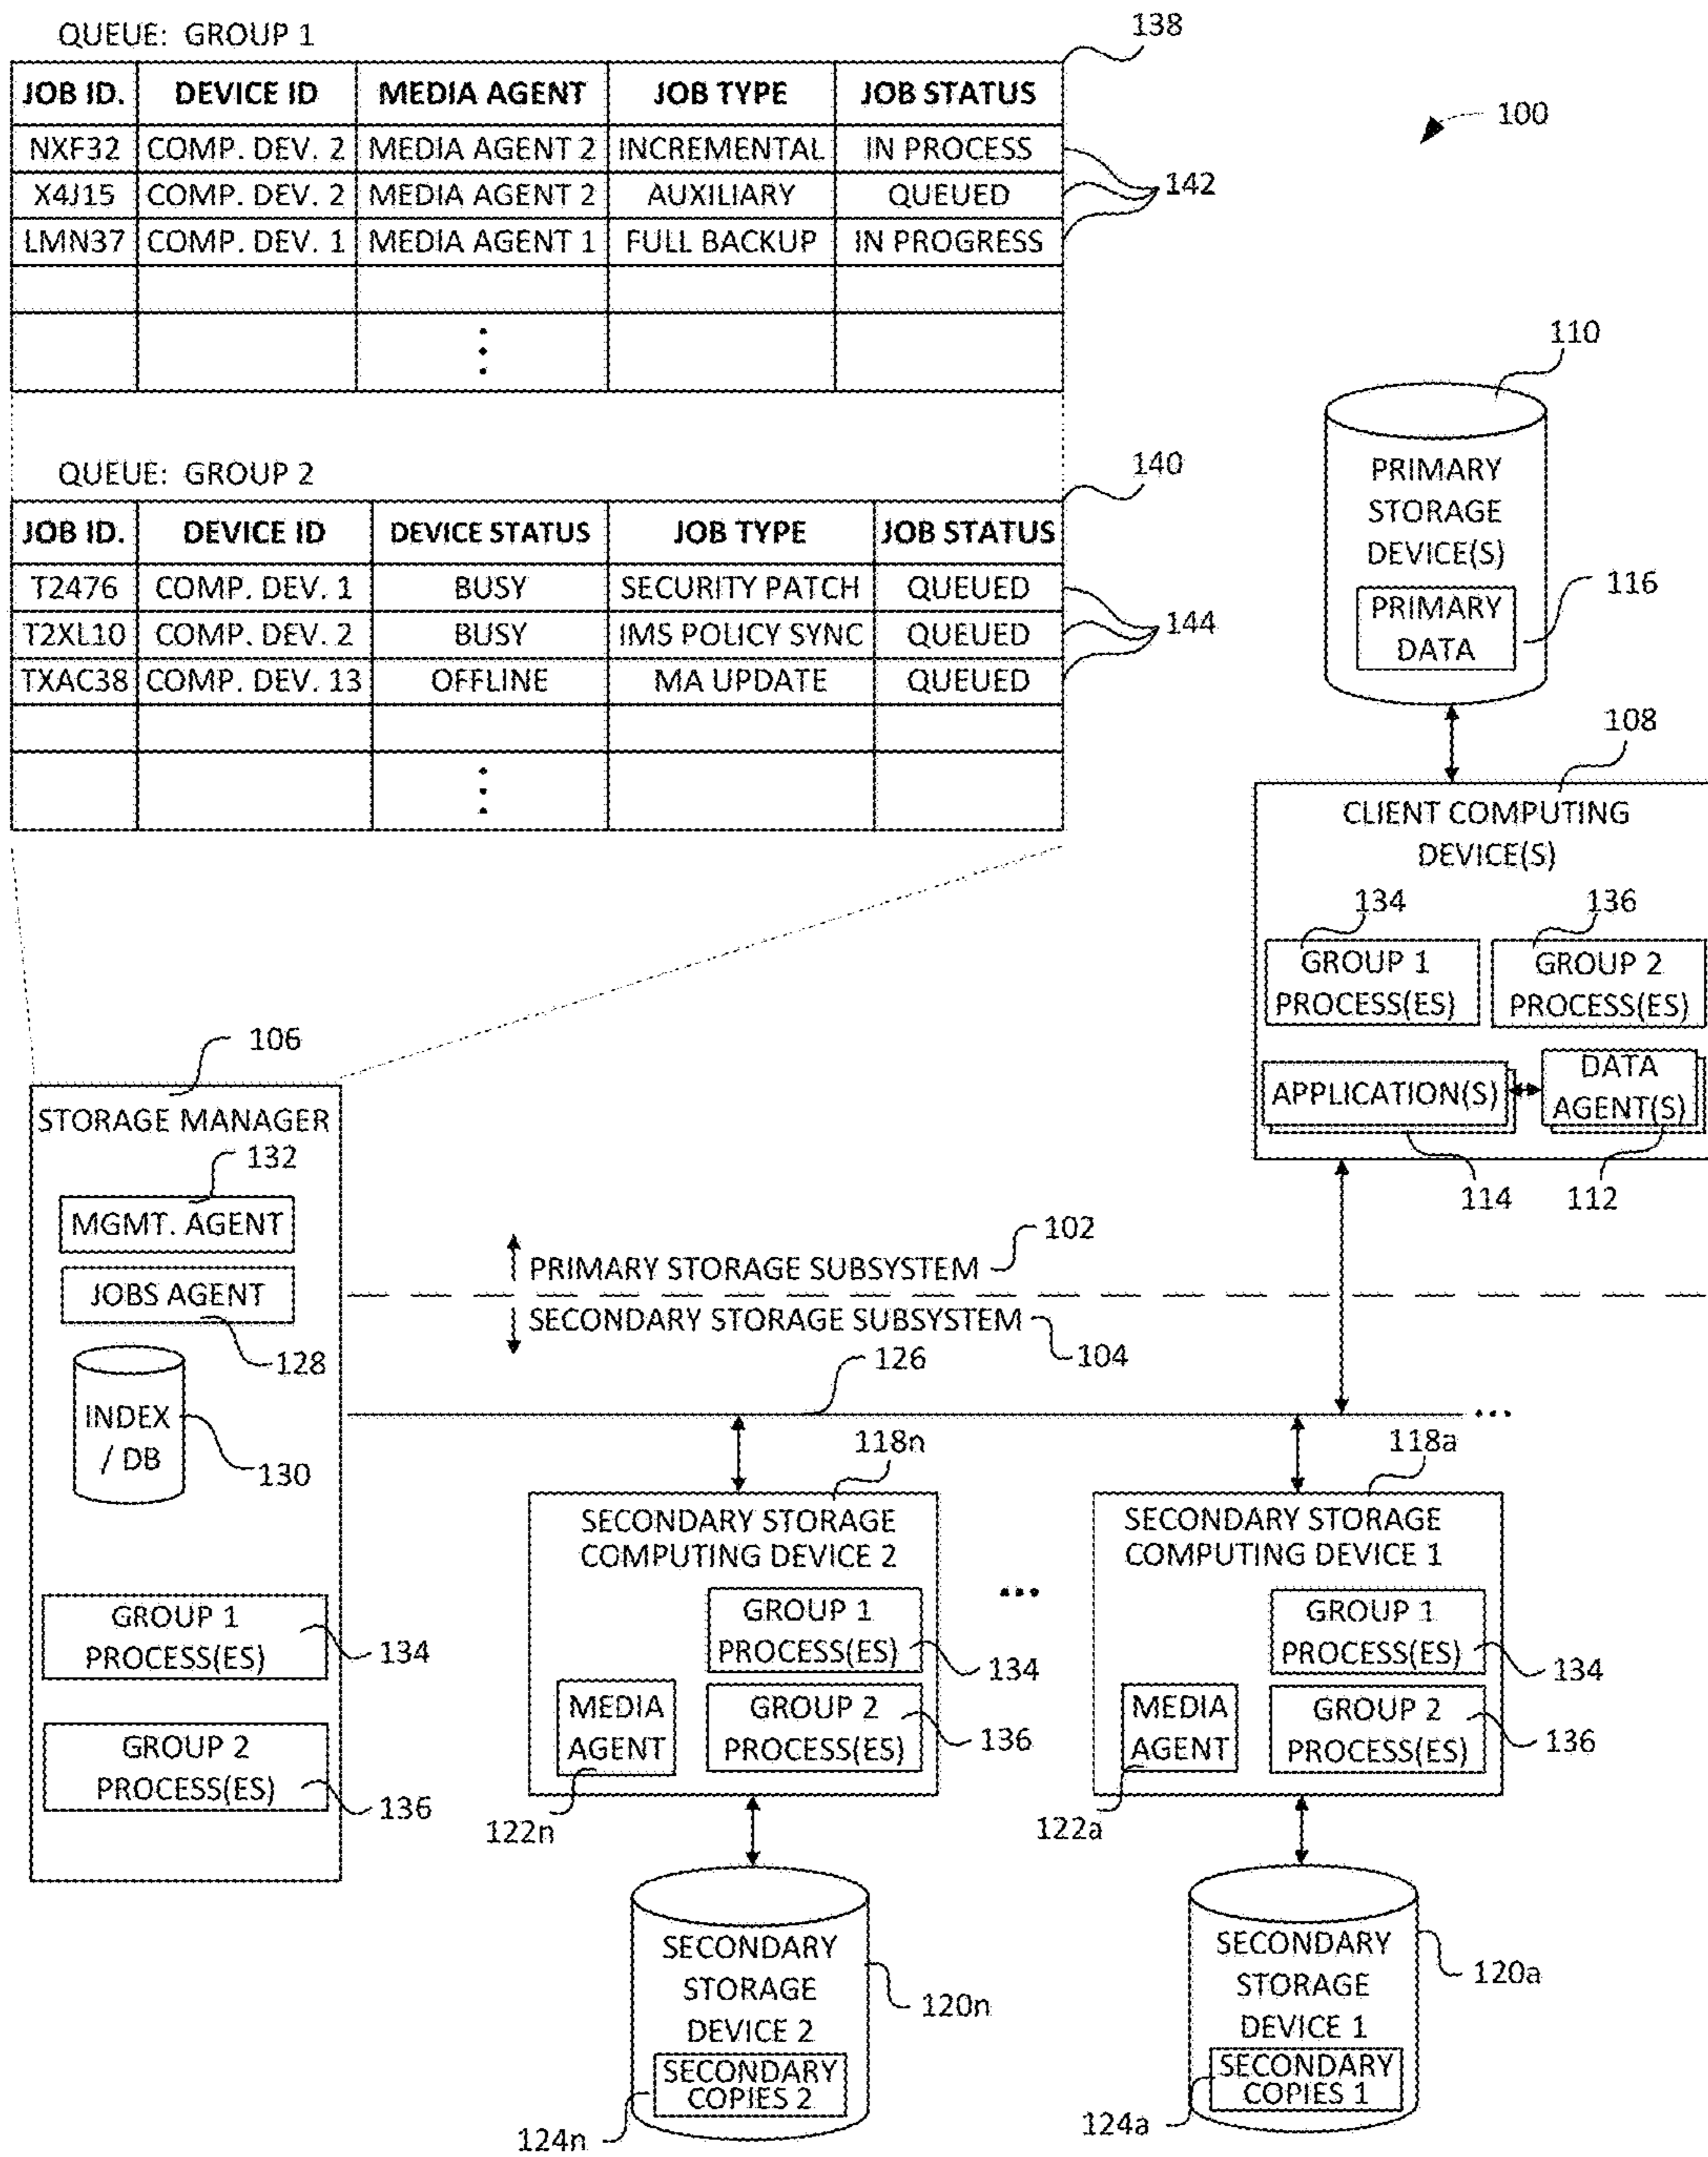 QUEUE: GROUP 1
138
JOB ID. DEVICE ID MEDIA AGENT JOB TYPE JOB STATUS
NXF32 COMP. DEV. 2 MEDIA AGENT 2 INCREMENTAL IN PROCESS
X4J15 COMP. DEV. 2 MEDIA AGENT 2 AUXILIARY QUEUED
LMN37 COMP. DEV. 1 MEDIA AGENT 1 FULL BACKUP IN PROGRESS
142
100
QUEUE: GROUP 2
140
JOB ID. DEVICE ID DEVICE STATUS JOB TYPE JOB STATUS
T2476 COMP. DEV. 1 BUSY SECURITY PATCH QUEUED
T2XL10 COMP. DEV. 2 BUSY IMS POLICY SYNC QUEUED
TXAC38 COMP. DEV. 13 OFFLINE MA UPDATE QUEUED
144
110
PRIMARY
STORAGE
DEVICE(S)
116
PRIMARY
DATA
108
CLIENT COMPUTING
DEVICE(S)
134
136
GROUP 1
PROCESS(ES)
GROUP 2
PROCESS(ES)
APPLICATION(S)
DATA
AGENT(S)
114
112
106
STORAGE MANAGER
132
MGMT. AGENT
JOBS AGENT
128
INDEX
/ DB
130
GROUP 1
PROCESS(ES)
134
GROUP 2
PROCESS(ES)
136
PRIMARY STORAGE SUBSYSTEM
102
SECONDARY STORAGE SUBSYSTEM
104
126
...
118n
SECONDARY STORAGE
COMPUTING DEVICE 2
GROUP 1
PROCESS(ES)
134
MEDIA
AGENT
GROUP 2
PROCESS(ES)
136
122n
...
118a
SECONDARY STORAGE
COMPUTING DEVICE 1
GROUP 1
PROCESS(ES)
134
MEDIA
AGENT
GROUP 2
PROCESS(ES)
136
122a
SECONDARY
STORAGE
DEVICE 2
120n
SECONDARY
COPIES 2
124n
SECONDARY
STORAGE
DEVICE 1
120a
SECONDARY
COPIES 1
124a